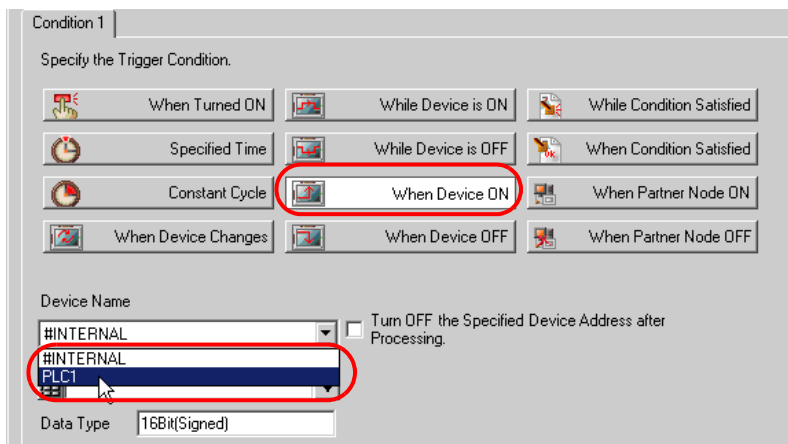 Condition 1
Specify the Trigger Condition.
When Turned ON
While Device is ON
While Condition Satisfied
Specified Time
While Device is OFF
When Condition Satisfied
Constant Cycle
When Device ON
When Partner Node ON
When Device Changes
When Device OFF
When Partner Node OFF
Device Name
#INTERNAL
Turn OFF the Specified Device Address after
Processing.
#INTERNAL
PLC1
Data Type 16Bit(Signed)